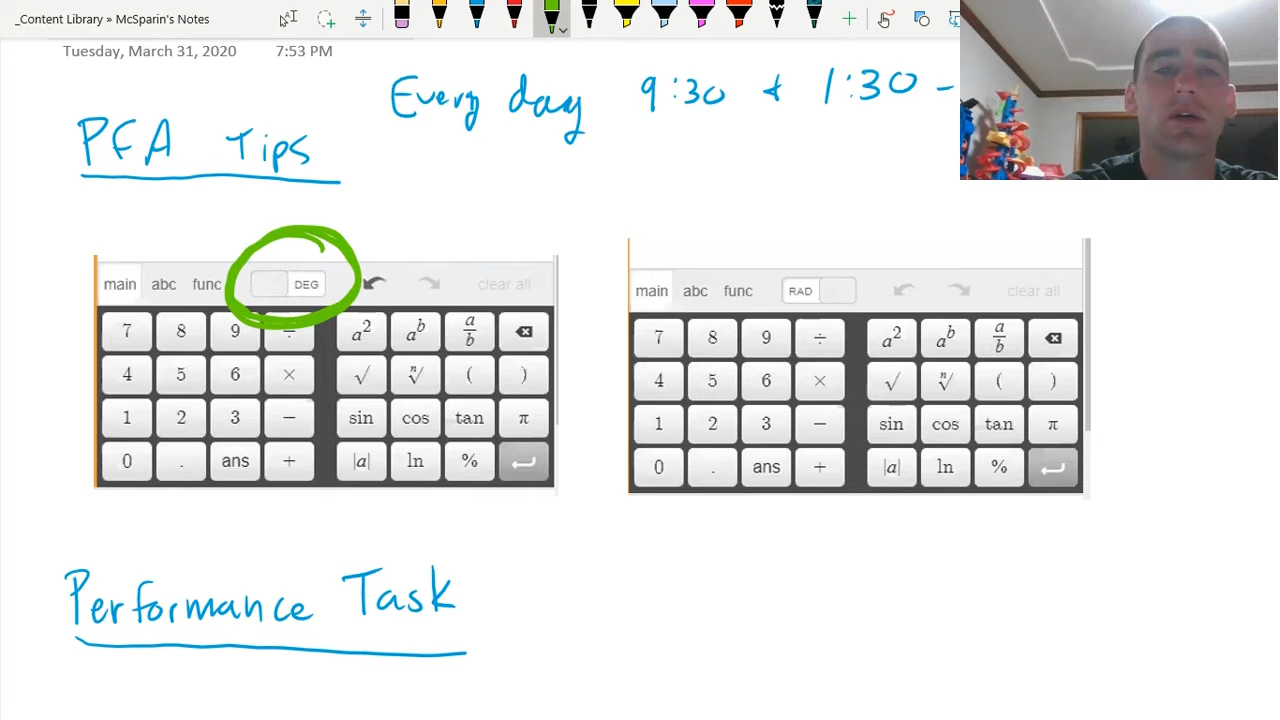 _Content Library » McSparin's Notes
Tuesday, March 31, 2020 7:53 PM
Every day 9:30 & 1:30 -
PFA Tips
main abc func DEG clear all
7 8 9 ÷ a² aᵇ a/b
4 5 6 × √ ⁿ√ ( )
1 2 3 − sin cos tan π
0 . ans + |a| ln %
main abc func RAD clear all
7 8 9 ÷ a² aᵇ a/b
4 5 6 × √ ⁿ√ ( )
1 2 3 − sin cos tan π
0 . ans + |a| ln %
Performance Task